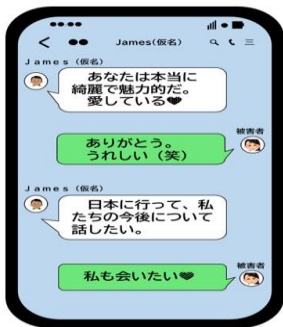 James(仮名)
James（仮名）
あなたは本当に
綺麗で魅力的だ。
愛している❤
被害者
ありがとう。
うれしい（笑）
James（仮名）
日本に行って、私
たちの今後について
話したい。
被害者
私も会いたい❤